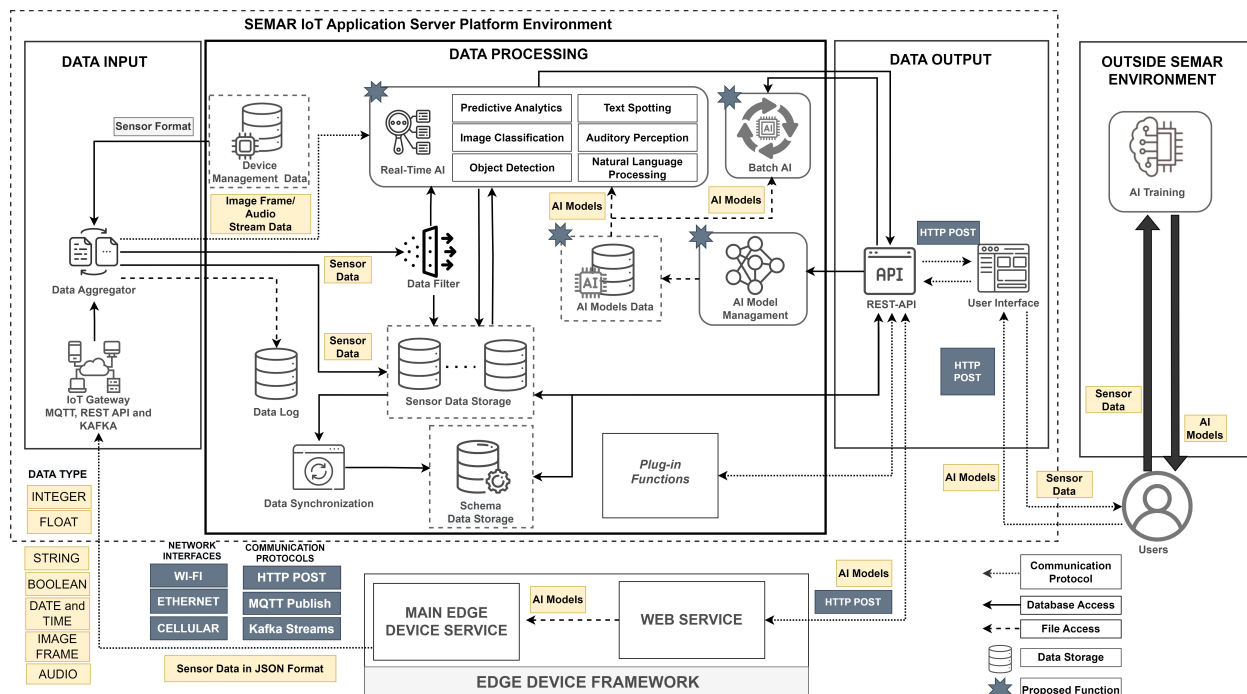 SEMAR IoT Application Server Platform Environment
DATA INPUT
DATA PROCESSING
DATA OUTPUT
OUTSIDE SEMAR
ENVIRONMENT
Sensor Format
Device
Management Data
Image Frame/
Audio
Stream Data
Real-Time AI
Predictive Analytics
Text Spotting
Image Classification
Auditory Perception
Object Detection
Natural Language
Processing
Batch AI
AI Training
AI Models
AI Models
HTTP POST
Data Aggregator
Sensor
Data
Data Filter
AI
AI Models Data
AI Model
Managament
API
REST-API
User Interface
Sensor
Data
HTTP
POST
IoT Gateway
MQTT, REST API and
KAFKA
Data Log
Sensor Data Storage
Sensor
Data
AI
Models
Data Synchronization
Schema
Data Storage
Plug-in
Functions
AI Models
Sensor
Data
Users
DATA TYPE
INTEGER
FLOAT
STRING
BOOLEAN
DATE and
TIME
IMAGE
FRAME
AUDIO
NETWORK
INTERFACES
WI-FI
ETHERNET
CELLULAR
COMMUNICATION
PROTOCOLS
HTTP POST
MQTT Publish
Kafka Streams
Sensor Data in JSON Format
MAIN EDGE
DEVICE SERVICE
AI Models
WEB SERVICE
AI Models
HTTP POST
EDGE DEVICE FRAMEWORK
Communication
Protocol
Database Access
File Access
Data Storage
Proposed Function
AI